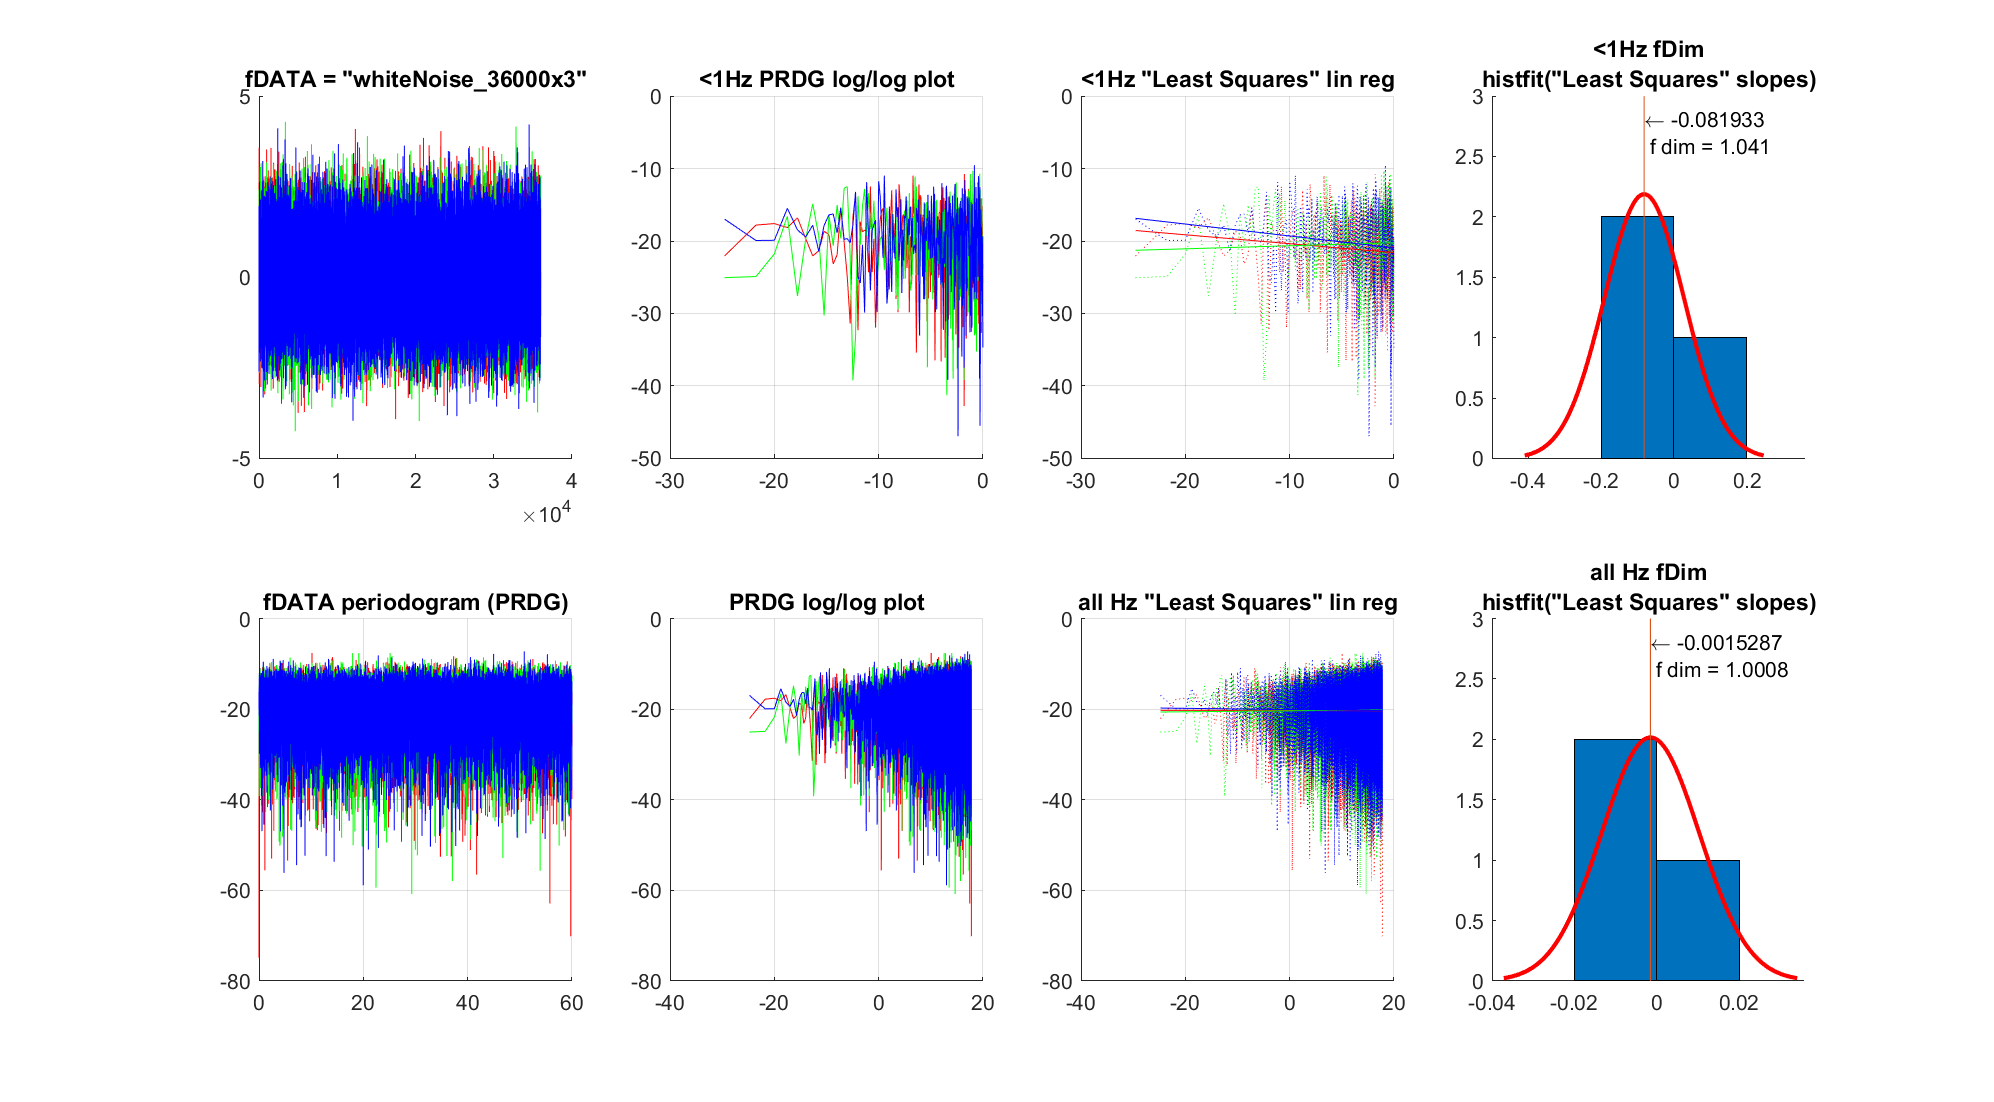 fDATA = "whiteNoise_36000x3"
5
0
-5
0 1 2 3 4
×10^4
<1Hz PRDG log/log plot
0
-10
-20
-30
-40
-50
-30 -20 -10 0
<1Hz "Least Squares" lin reg
0
-10
-20
-30
-40
-50
-30 -20 -10 0
<1Hz fDim
histfit("Least Squares" slopes)
3
2.5
2
1.5
1
0.5
0
← -0.081933
f dim = 1.041
-0.4 -0.2 0 0.2
fDATA periodogram (PRDG)
0
-20
-40
-60
-80
0 20 40 60
PRDG log/log plot
0
-20
-40
-60
-80
-40 -20 0 20
all Hz "Least Squares" lin reg
0
-20
-40
-60
-80
-40 -20 0 20
all Hz fDim
histfit("Least Squares" slopes)
3
2.5
2
1.5
1
0.5
0
← -0.0015287
f dim = 1.0008
-0.04 -0.02 0 0.02